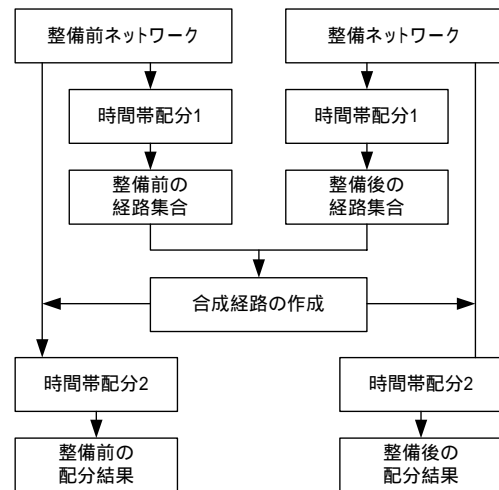 整備前ネットワーク
整備ネットワーク
時間帯配分1
時間帯配分1
整備前の
経路集合
整備後の
経路集合
合成経路の作成
時間帯配分2
時間帯配分2
整備前の
配分結果
整備後の
配分結果